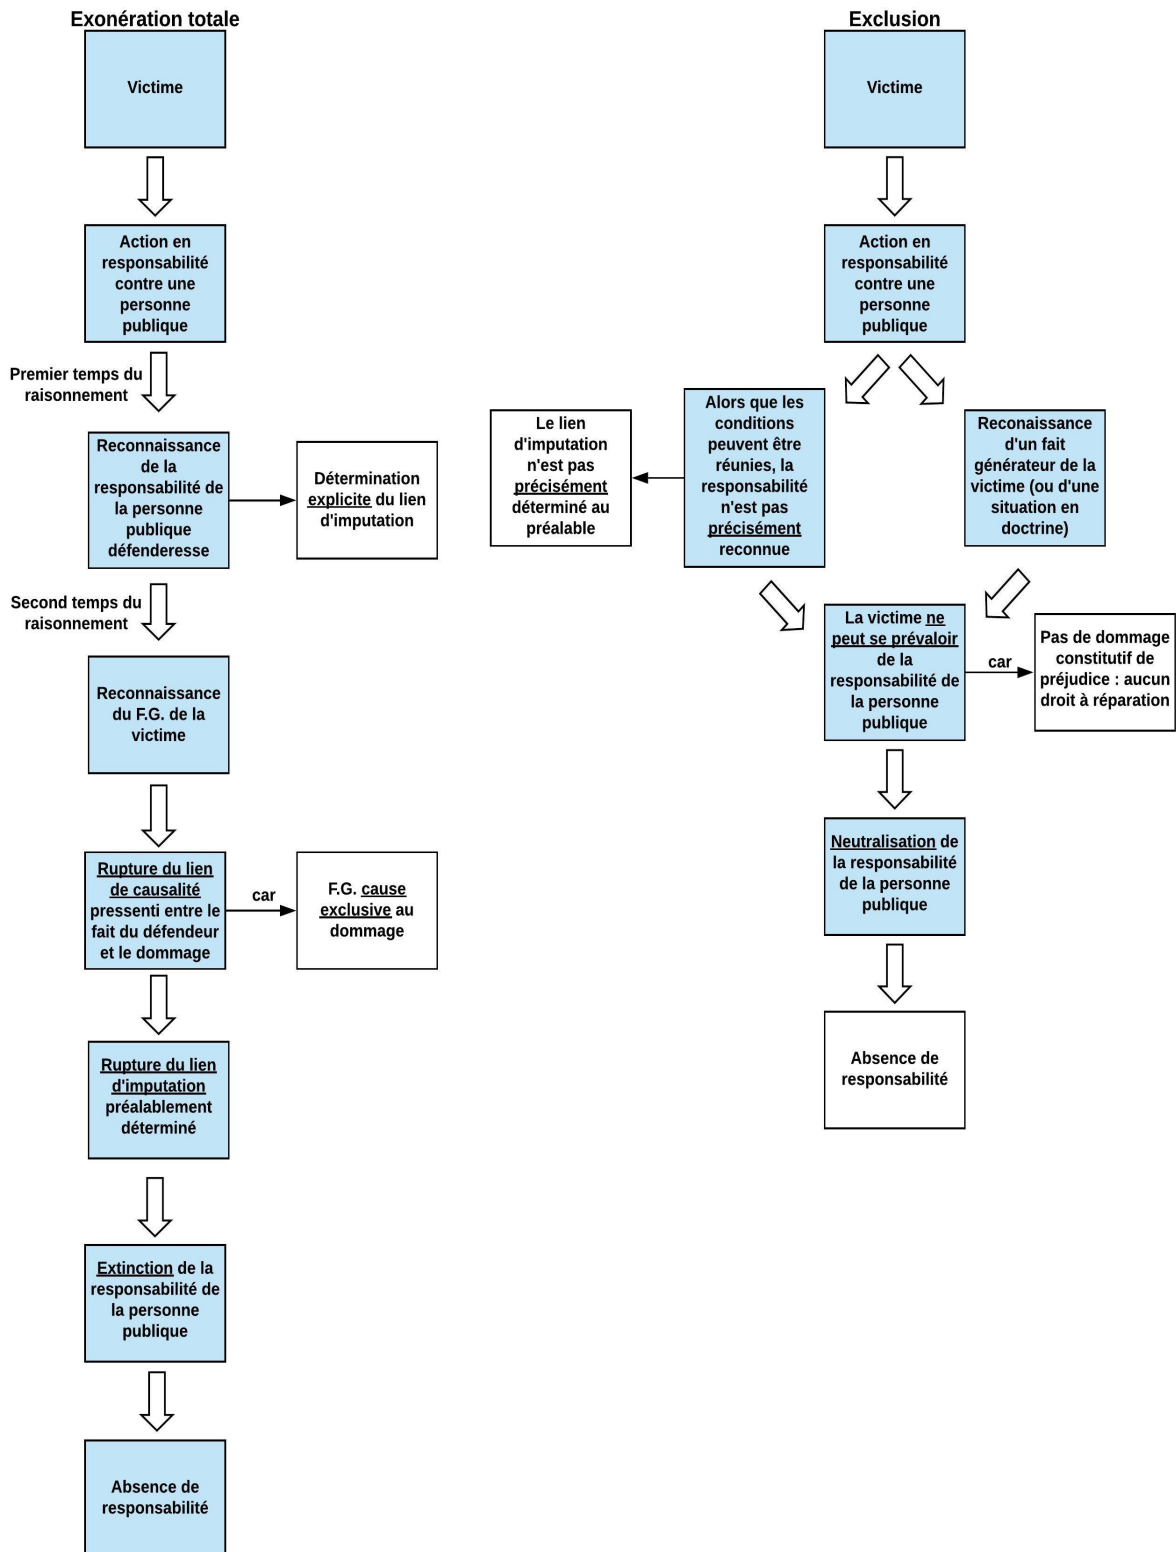 Exonération totale
Victime
Action en
responsabilité
contre une
personne
publique
Premier temps du
raisonnement
Reconnaissance
de la
responsabilité de
la personne
publique
défenderesse
Détermination
explicite du lien
d'imputation
Second temps du
raisonnement
Reconnaissance
du F.G. de la
victime
Rupture du lien
de causalité
pressenti entre le
fait du défendeur
et le dommage
car
F.G. cause
exclusive au
dommage
Rupture du lien
d'imputation
préalablement
déterminé
Extinction de la
responsabilité de
la personne
publique
Absence de
responsabilité
Exclusion
Victime
Action en
responsabilité
contre une
personne
publique
Le lien
d'imputation
n'est pas
précisément
déterminé au
préalable
Alors que les
conditions
peuvent être
réunies, la
responsabilité
n'est pas
précisément
reconnue
Reconaissance
d'un fait
générateur de la
victime (ou d'une
situation en
doctrine)
La victime ne
peut se prévaloir
de la
responsabilité de
la personne
publique
car
Pas de dommage
constitutif de
préjudice : aucun
droit à réparation
Neutralisation de
la responsabilité
de la personne
publique
Absence de
responsabilité